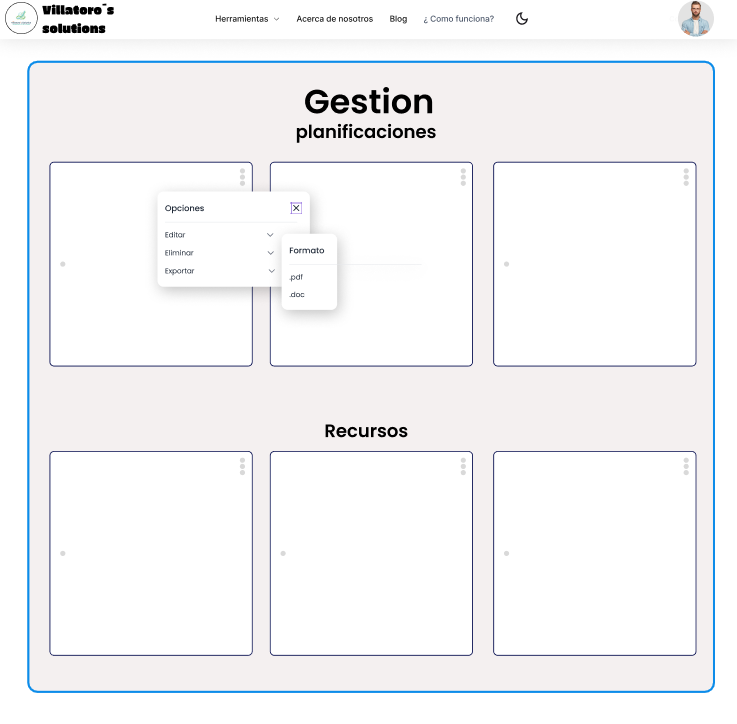 Villatoro´s
solutions
Herramientas
Acerca de nosotros
Blog
¿ Como funciona?
Gestion
planificaciones
Opciones
Editar
Eliminar
Exportar
Formato
.pdf
.doc
Recursos